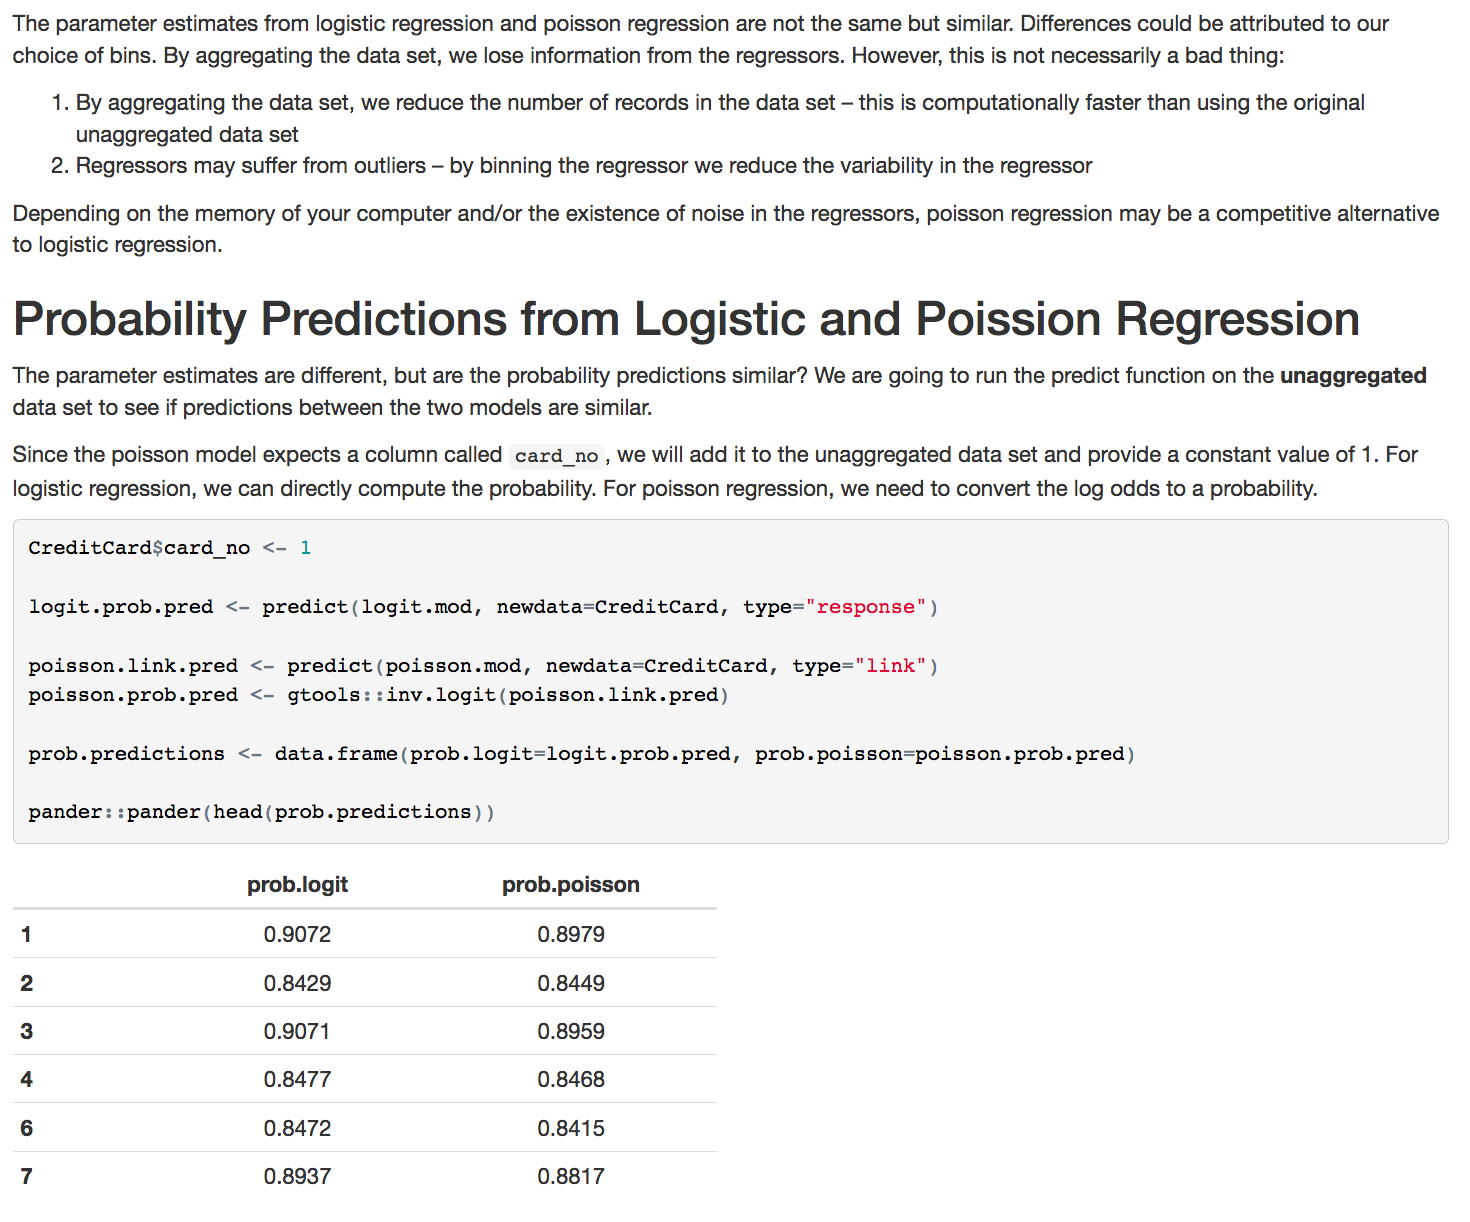 The parameter estimates from logistic regression and poisson regression are not the same but similar. Differences could be attributed to our
choice of bins. By aggregating the data set, we lose information from the regressors. However, this is not necessarily a bad thing:
1. By aggregating the data set, we reduce the number of records in the data set – this is computationally faster than using the original
unaggregated data set
2. Regressors may suffer from outliers – by binning the regressor we reduce the variability in the regressor
Depending on the memory of your computer and/or the existence of noise in the regressors, poisson regression may be a competitive alternative
to logistic regression.
Probability Predictions from Logistic and Poission Regression
The parameter estimates are different, but are the probability predictions similar? We are going to run the predict function on the unaggregated
data set to see if predictions between the two models are similar.
Since the poisson model expects a column called card_no , we will add it to the unaggregated data set and provide a constant value of 1. For
logistic regression, we can directly compute the probability. For poisson regression, we need to convert the log odds to a probability.
CreditCard$card_no <- 1
logit.prob.pred <- predict(logit.mod, newdata=CreditCard, type="response")
poisson.link.pred <- predict(poisson.mod, newdata=CreditCard, type="link")
poisson.prob.pred <- gtools::inv.logit(poisson.link.pred)
prob.predictions <- data.frame(prob.logit=logit.prob.pred, prob.poisson=poisson.prob.pred)
pander::pander(head(prob.predictions))
prob.logit prob.poisson
1 0.9072 0.8979
2 0.8429 0.8449
3 0.9071 0.8959
4 0.8477 0.8468
6 0.8472 0.8415
7 0.8937 0.8817